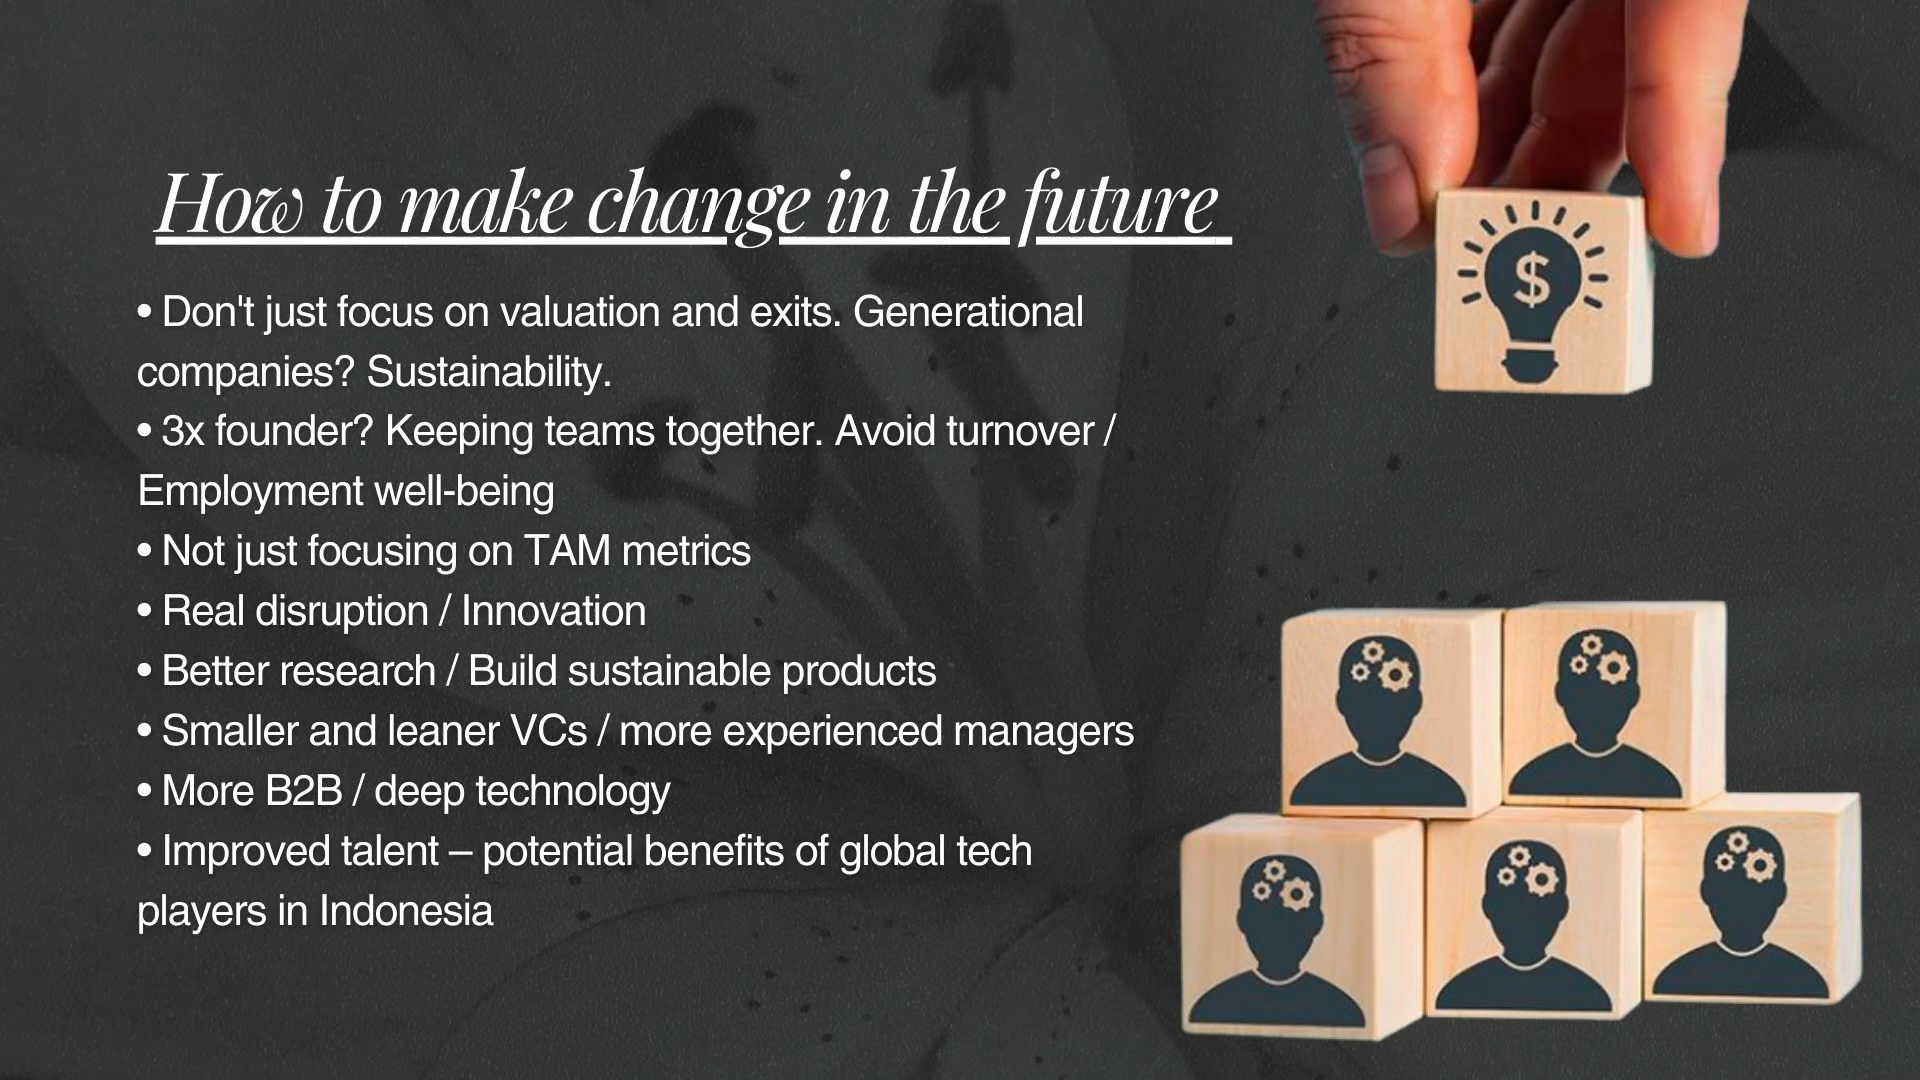 How to make change in the future
• Don't just focus on valuation and exits. Generational
companies? Sustainability.
• 3x founder? Keeping teams together. Avoid turnover /
Employment well-being
• Not just focusing on TAM metrics
• Real disruption / Innovation
• Better research / Build sustainable products
• Smaller and leaner VCs / more experienced managers
• More B2B / deep technology
• Improved talent – potential benefits of global tech
players in Indonesia
$